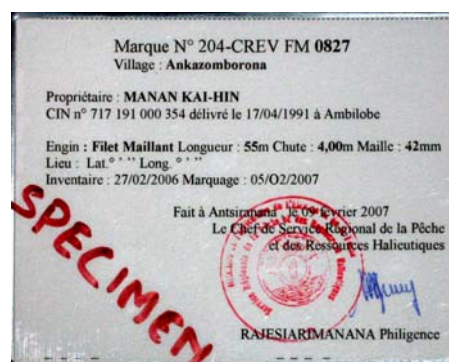 Marque N° 204-CREV FM 0827
Village : Ankazomborona
Propriétaire : MANAN KAI-HIN
CIN n° 717 191 000 354 délivré le 17/04/1991 à Ambilobe
Engin : Filet Maillant Longueur : 55m Chute : 4,00m Maille : 42mm
Lieu : Lat.° ' '' Long. ° ' ''
Inventaire : 27/02/2006 Marquage : 05/O2/2007
Fait à Antsiranana , le 09 février 2007
Le Chef de Service Régional de la Pêche
et des Ressources Halieutiques
SPECIMEN
RAJESIARIMANANA Philigence